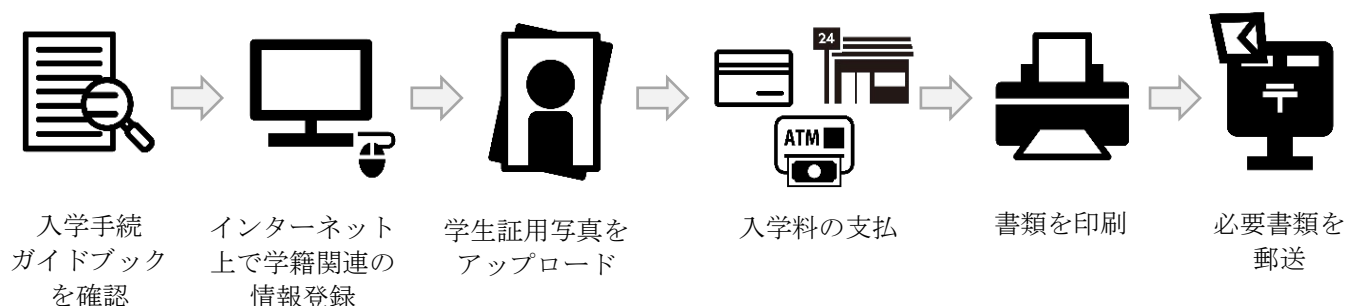 24
ATM
入学手続
ガイドブック
を確認
インターネット
上で学籍関連の
情報登録
学生証用写真を
アップロード
入学料の支払
書類を印刷
必要書類を
郵送